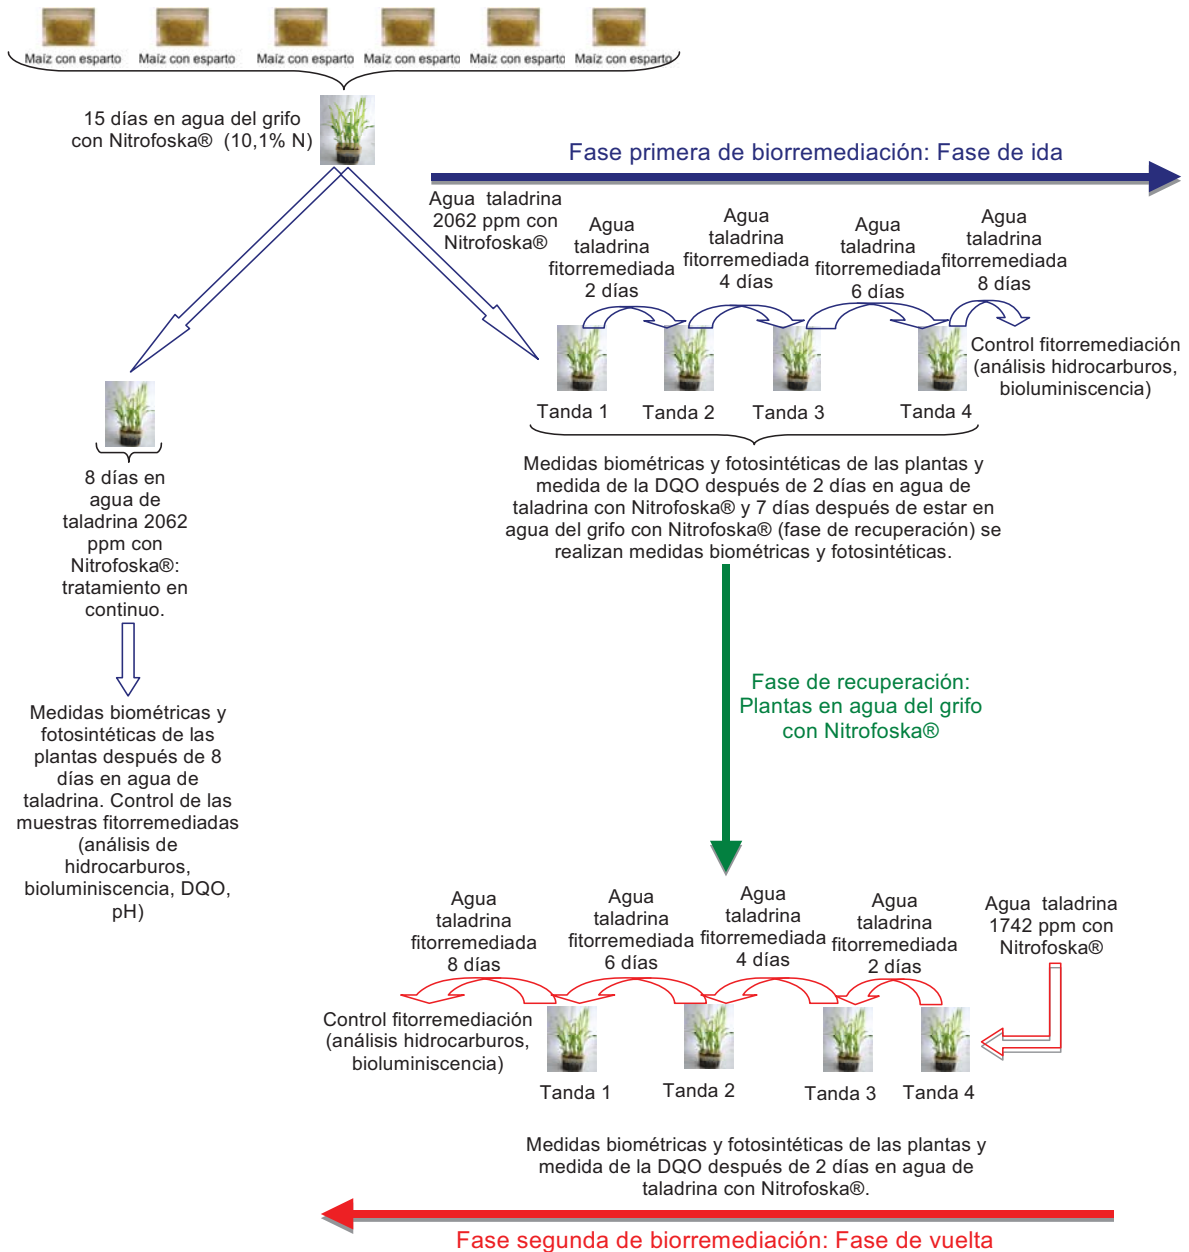 Maíz con esparto Maíz con esparto Maíz con esparto Maíz con esparto Maíz con esparto Maíz con esparto
15 días en agua del grifo
con Nitrofoska® (10,1% N)
Fase primera de biorremediación: Fase de ida
Agua taladrina
2062 ppm con
Nitrofoska®
Agua
taladrina
fitorremediada
2 días
Agua
taladrina
fitorremediada
4 días
Agua
taladrina
fitorremediada
6 días
Agua
taladrina
fitorremediada
8 días
Control fitorremediación
(análisis hidrocarburos,
bioluminiscencia)
Tanda 1
Tanda 2
Tanda 3
Tanda 4
Medidas biométricas y fotosintéticas de las plantas y
medida de la DQO después de 2 días en agua de
taladrina con Nitrofoska® y 7 días después de estar en
agua del grifo con Nitrofoska® (fase de recuperación) se
realizan medidas biométricas y fotosintéticas.
8 días en
agua de
taladrina 2062
ppm con
Nitrofoska®:
tratamiento en
continuo.
Medidas biométricas y
fotosintéticas de las
plantas después de 8
días en agua de
taladrina. Control de las
muestras fitorremediadas
(análisis de
hidrocarburos,
bioluminiscencia, DQO,
pH)
Fase de recuperación:
Plantas en agua del grifo
con Nitrofoska®
Agua
taladrina
fitorremediada
8 días
Agua
taladrina
fitorremediada
6 días
Agua
taladrina
fitorremediada
4 días
Agua
taladrina
fitorremediada
2 días
Agua taladrina
1742 ppm con
Nitrofoska®
Control fitorremediación
(análisis hidrocarburos,
bioluminiscencia)
Tanda 1
Tanda 2
Tanda 3
Tanda 4
Medidas biométricas y fotosintéticas de las plantas y
medida de la DQO después de 2 días en agua de
taladrina con Nitrofoska®.
Fase segunda de biorremediación: Fase de vuelta